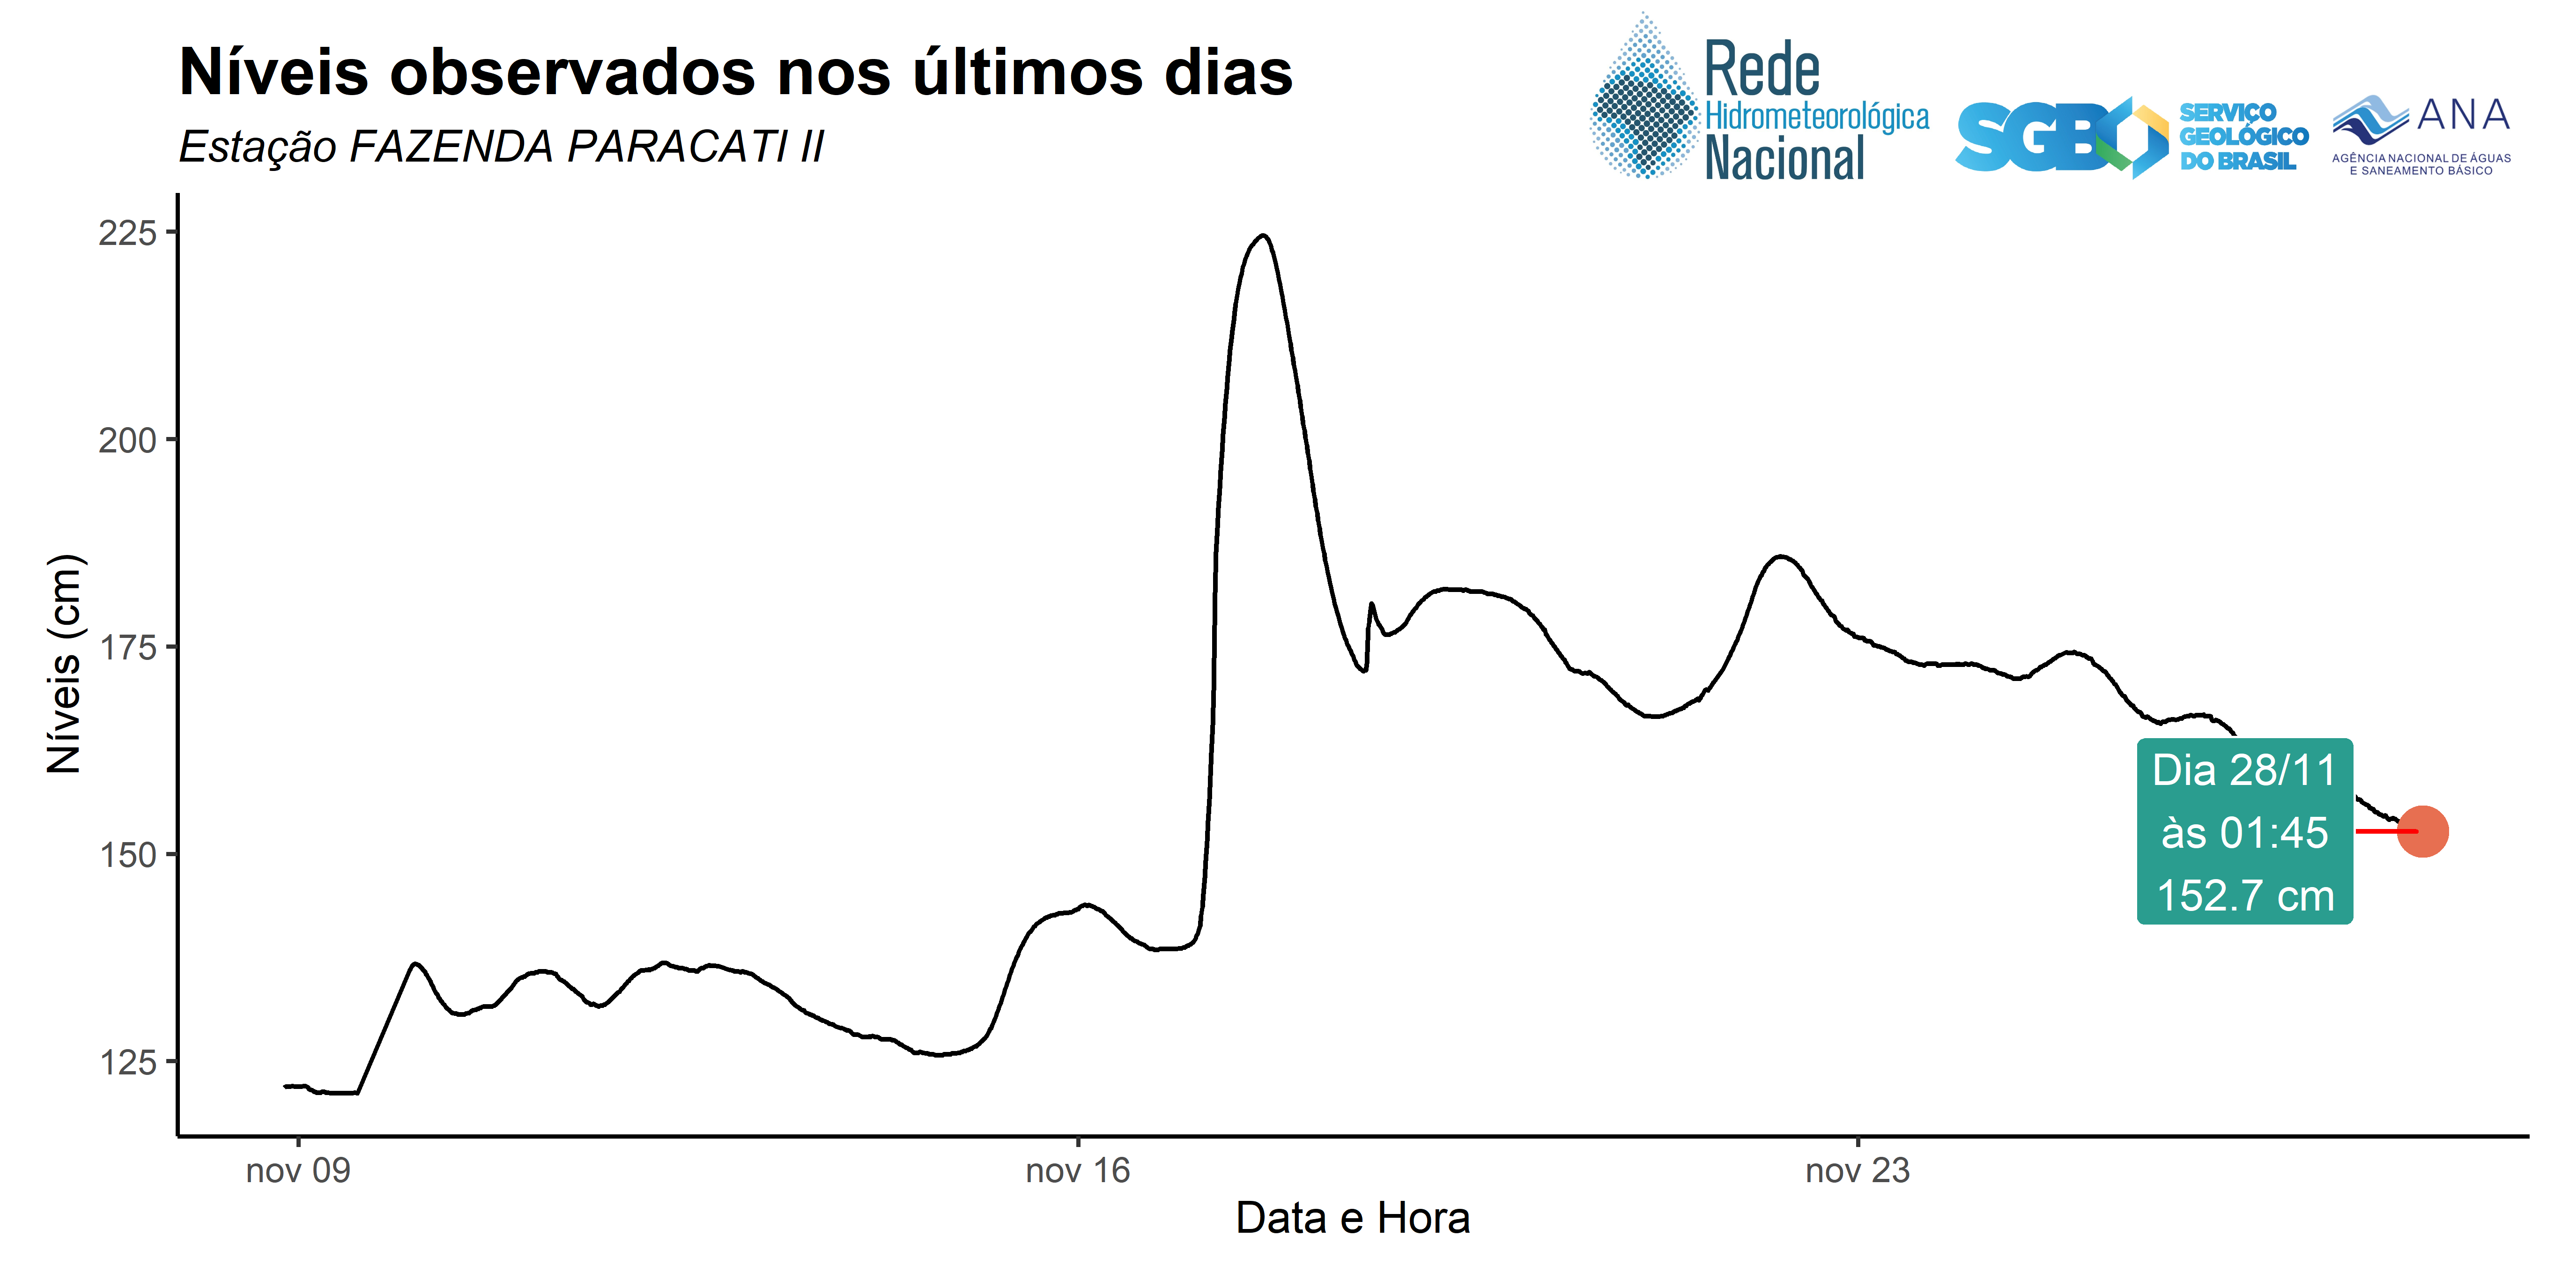 Níveis observados nos últimos dias
Estação FAZENDA PARACATI II
Rede
Hidrometeorológica
Nacional
SGB
SERVIÇO
GEOLÓGICO
DO BRASIL
ANA
AGÊNCIA NACIONAL DE ÁGUAS
E SANEAMENTO BÁSICO
Níveis (cm)
225
200
175
150
125
Dia 28/11
às 01:45
152.7 cm
nov 09
nov 16
nov 23
Data e Hora